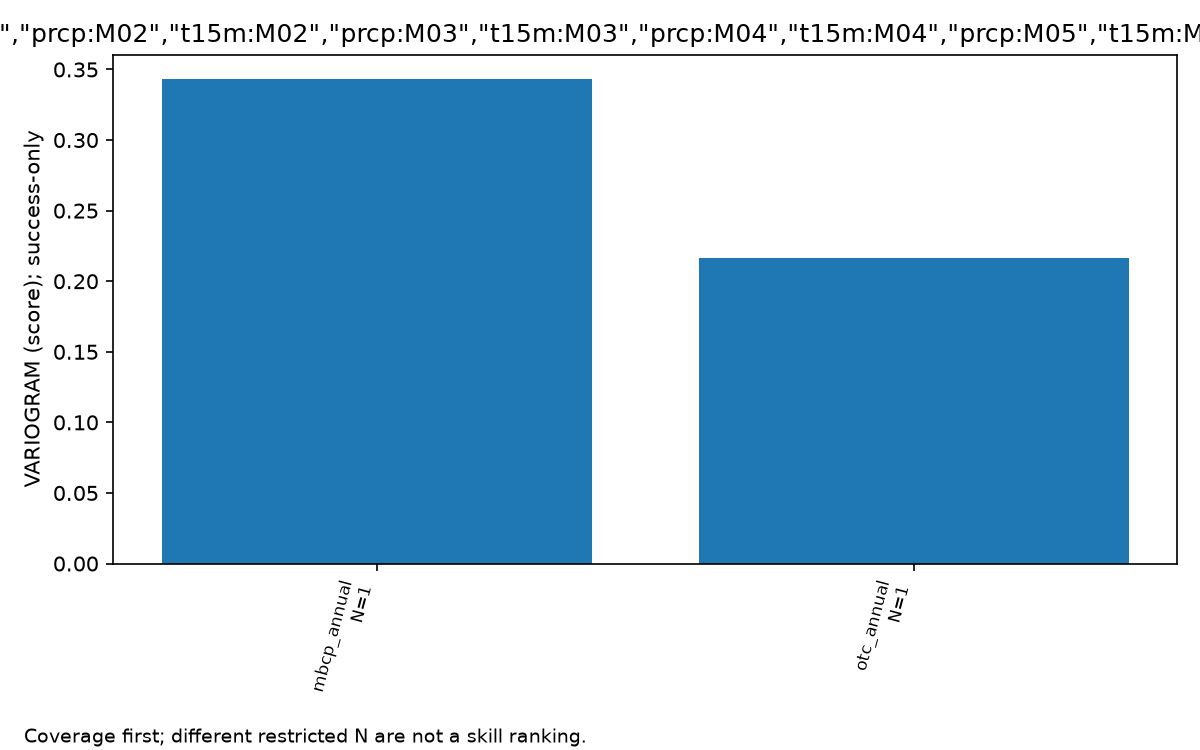 ","prcp:M02","t15m:M02","prcp:M03","t15m:M03","prcp:M04","t15m:M04","prcp:M05","t15m:M
0.35
0.30
0.25
0.20
0.15
0.10
0.05
0.00
VARIOGRAM (score); success-only
mbcp_annual
N=1
otc_annual
N=1
Coverage first; different restricted N are not a skill ranking.